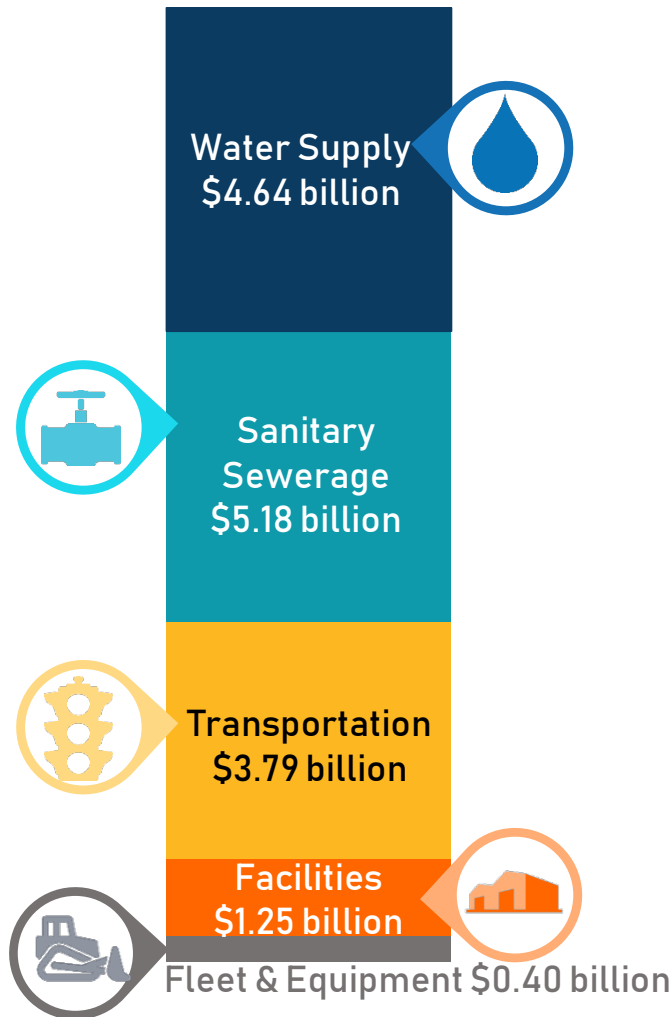 Water Supply
$4.64 billion
Sanitary
Sewerage
$5.18 billion
Transportation
$3.79 billion
Facilities
$1.25 billion
Fleet & Equipment $0.40 billion